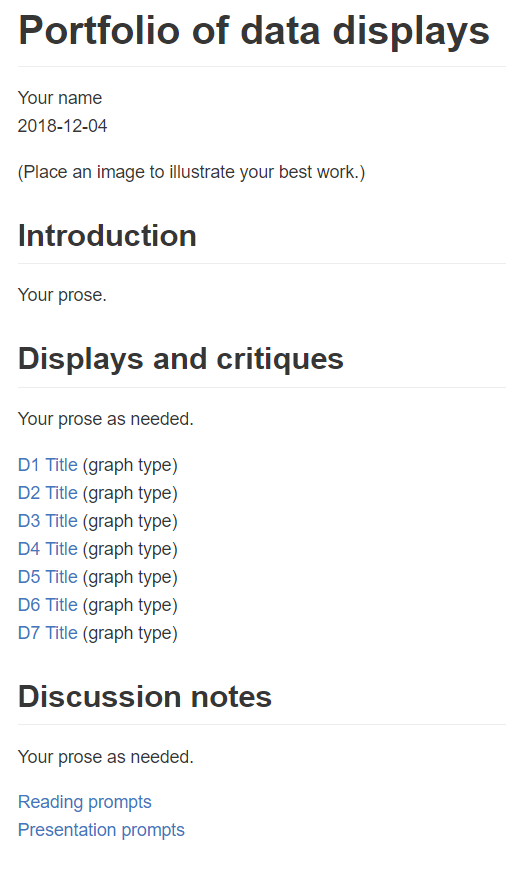 Portfolio of data displays
Your name
2018-12-04
(Place an image to illustrate your best work.)
Introduction
Your prose.
Displays and critiques
Your prose as needed.
D1 Title (graph type)
D2 Title (graph type)
D3 Title (graph type)
D4 Title (graph type)
D5 Title (graph type)
D6 Title (graph type)
D7 Title (graph type)
Discussion notes
Your prose as needed.
Reading prompts
Presentation prompts